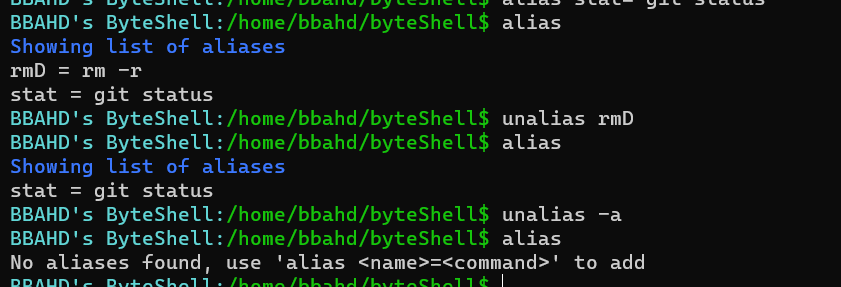 BBAHD's ByteShell:/home/bbahd/byteShell$ alias stat= git status
BBAHD's ByteShell:/home/bbahd/byteShell$ alias
Showing list of aliases
rmD = rm -r
stat = git status
BBAHD's ByteShell:/home/bbahd/byteShell$ unalias rmD
BBAHD's ByteShell:/home/bbahd/byteShell$ alias
Showing list of aliases
stat = git status
BBAHD's ByteShell:/home/bbahd/byteShell$ unalias -a
BBAHD's ByteShell:/home/bbahd/byteShell$ alias
No aliases found, use 'alias <name>=<command>' to add
BBAHD's ByteShell:/home/bbahd/byteShell$